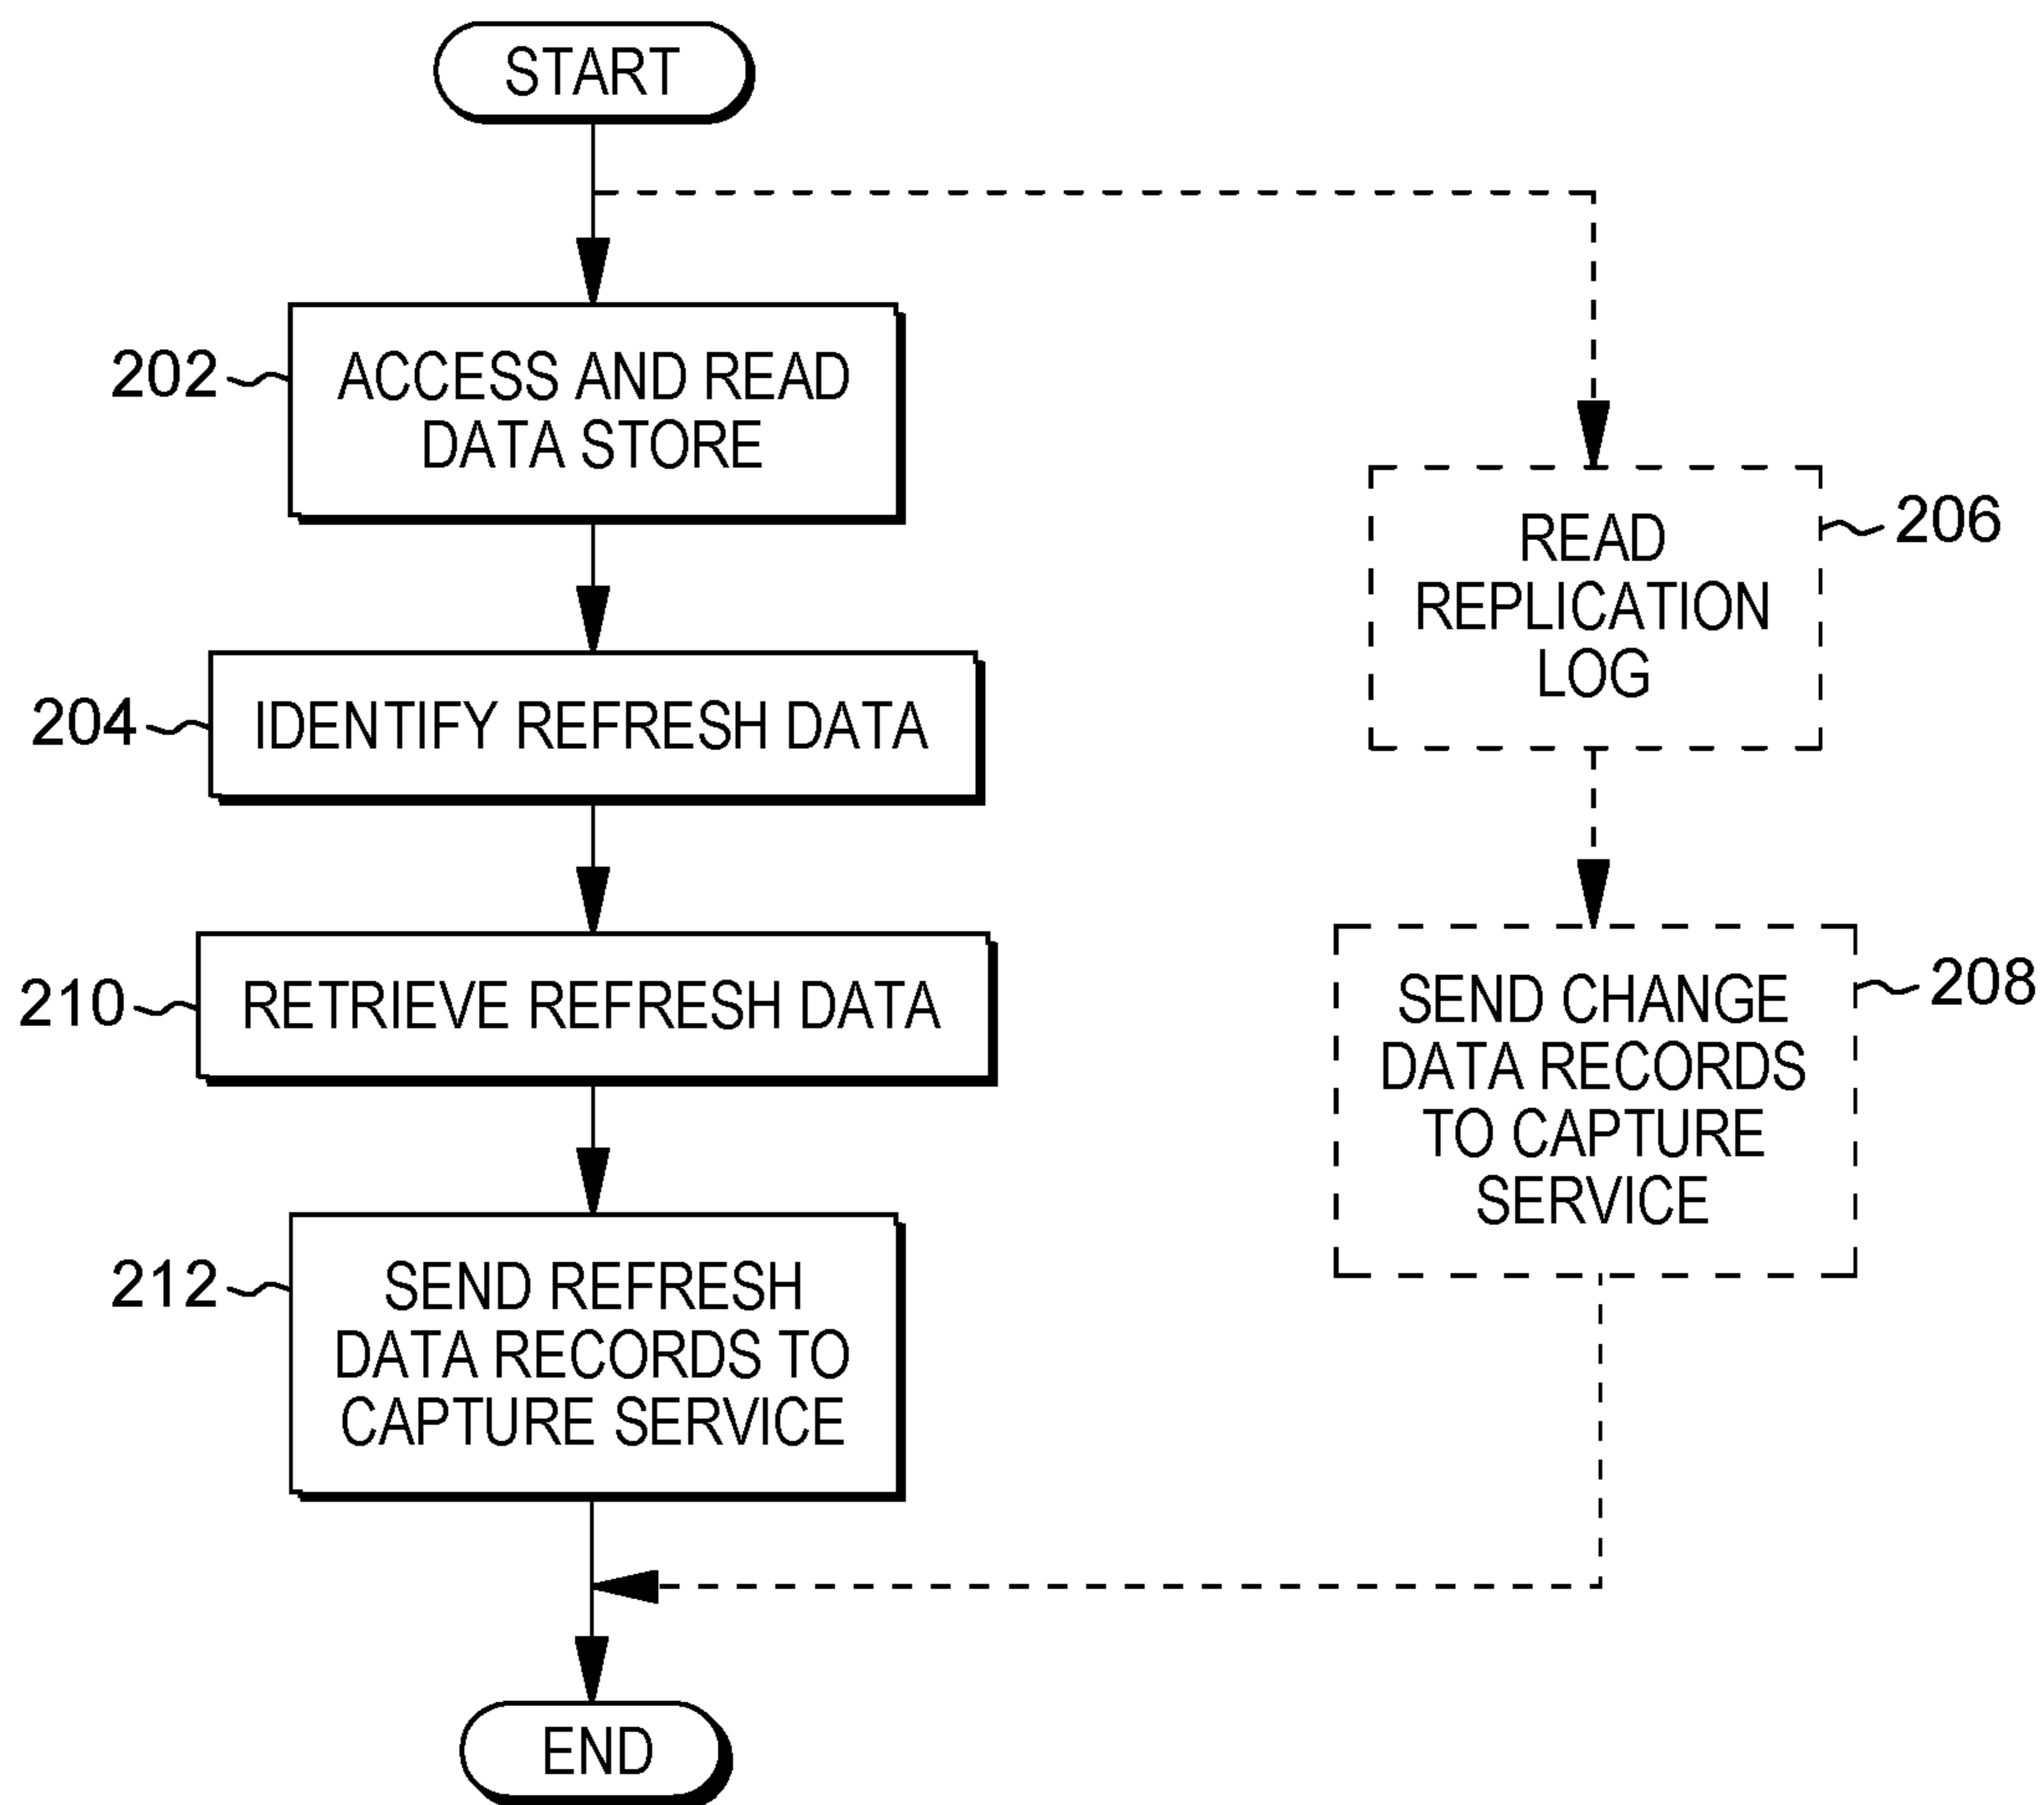 START
202
ACCESS AND READ
DATA STORE
204
IDENTIFY REFRESH DATA
210
RETRIEVE REFRESH DATA
212
SEND REFRESH
DATA RECORDS TO
CAPTURE SERVICE
END
READ
REPLICATION
LOG
206
SEND CHANGE
DATA RECORDS
TO CAPTURE
SERVICE
208